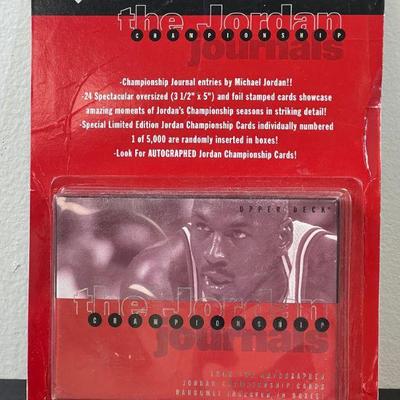 the Jordan
CHAMPIONSHIP
journals
-Championship Journal entries by Michael Jordan!!
-24 Spectacular oversized (3 1/2" x 5") and foil stamped cards showcase
amazing moments of Jordan's Championship seasons in striking detail!
-Special Limited Edition Jordan Championship Cards individually numbered
1 of 5,000 are randomly inserted in boxes!
-Look For AUTOGRAPHED Jordan Championship Cards!
UPPER DECK
the Jordan
CHAMPIONSHIP
journals
LOOK FOR AUTOGRAPHED
JORDAN CHAMPIONSHIP CARDS
RANDOMLY INSERTED IN BOXES!